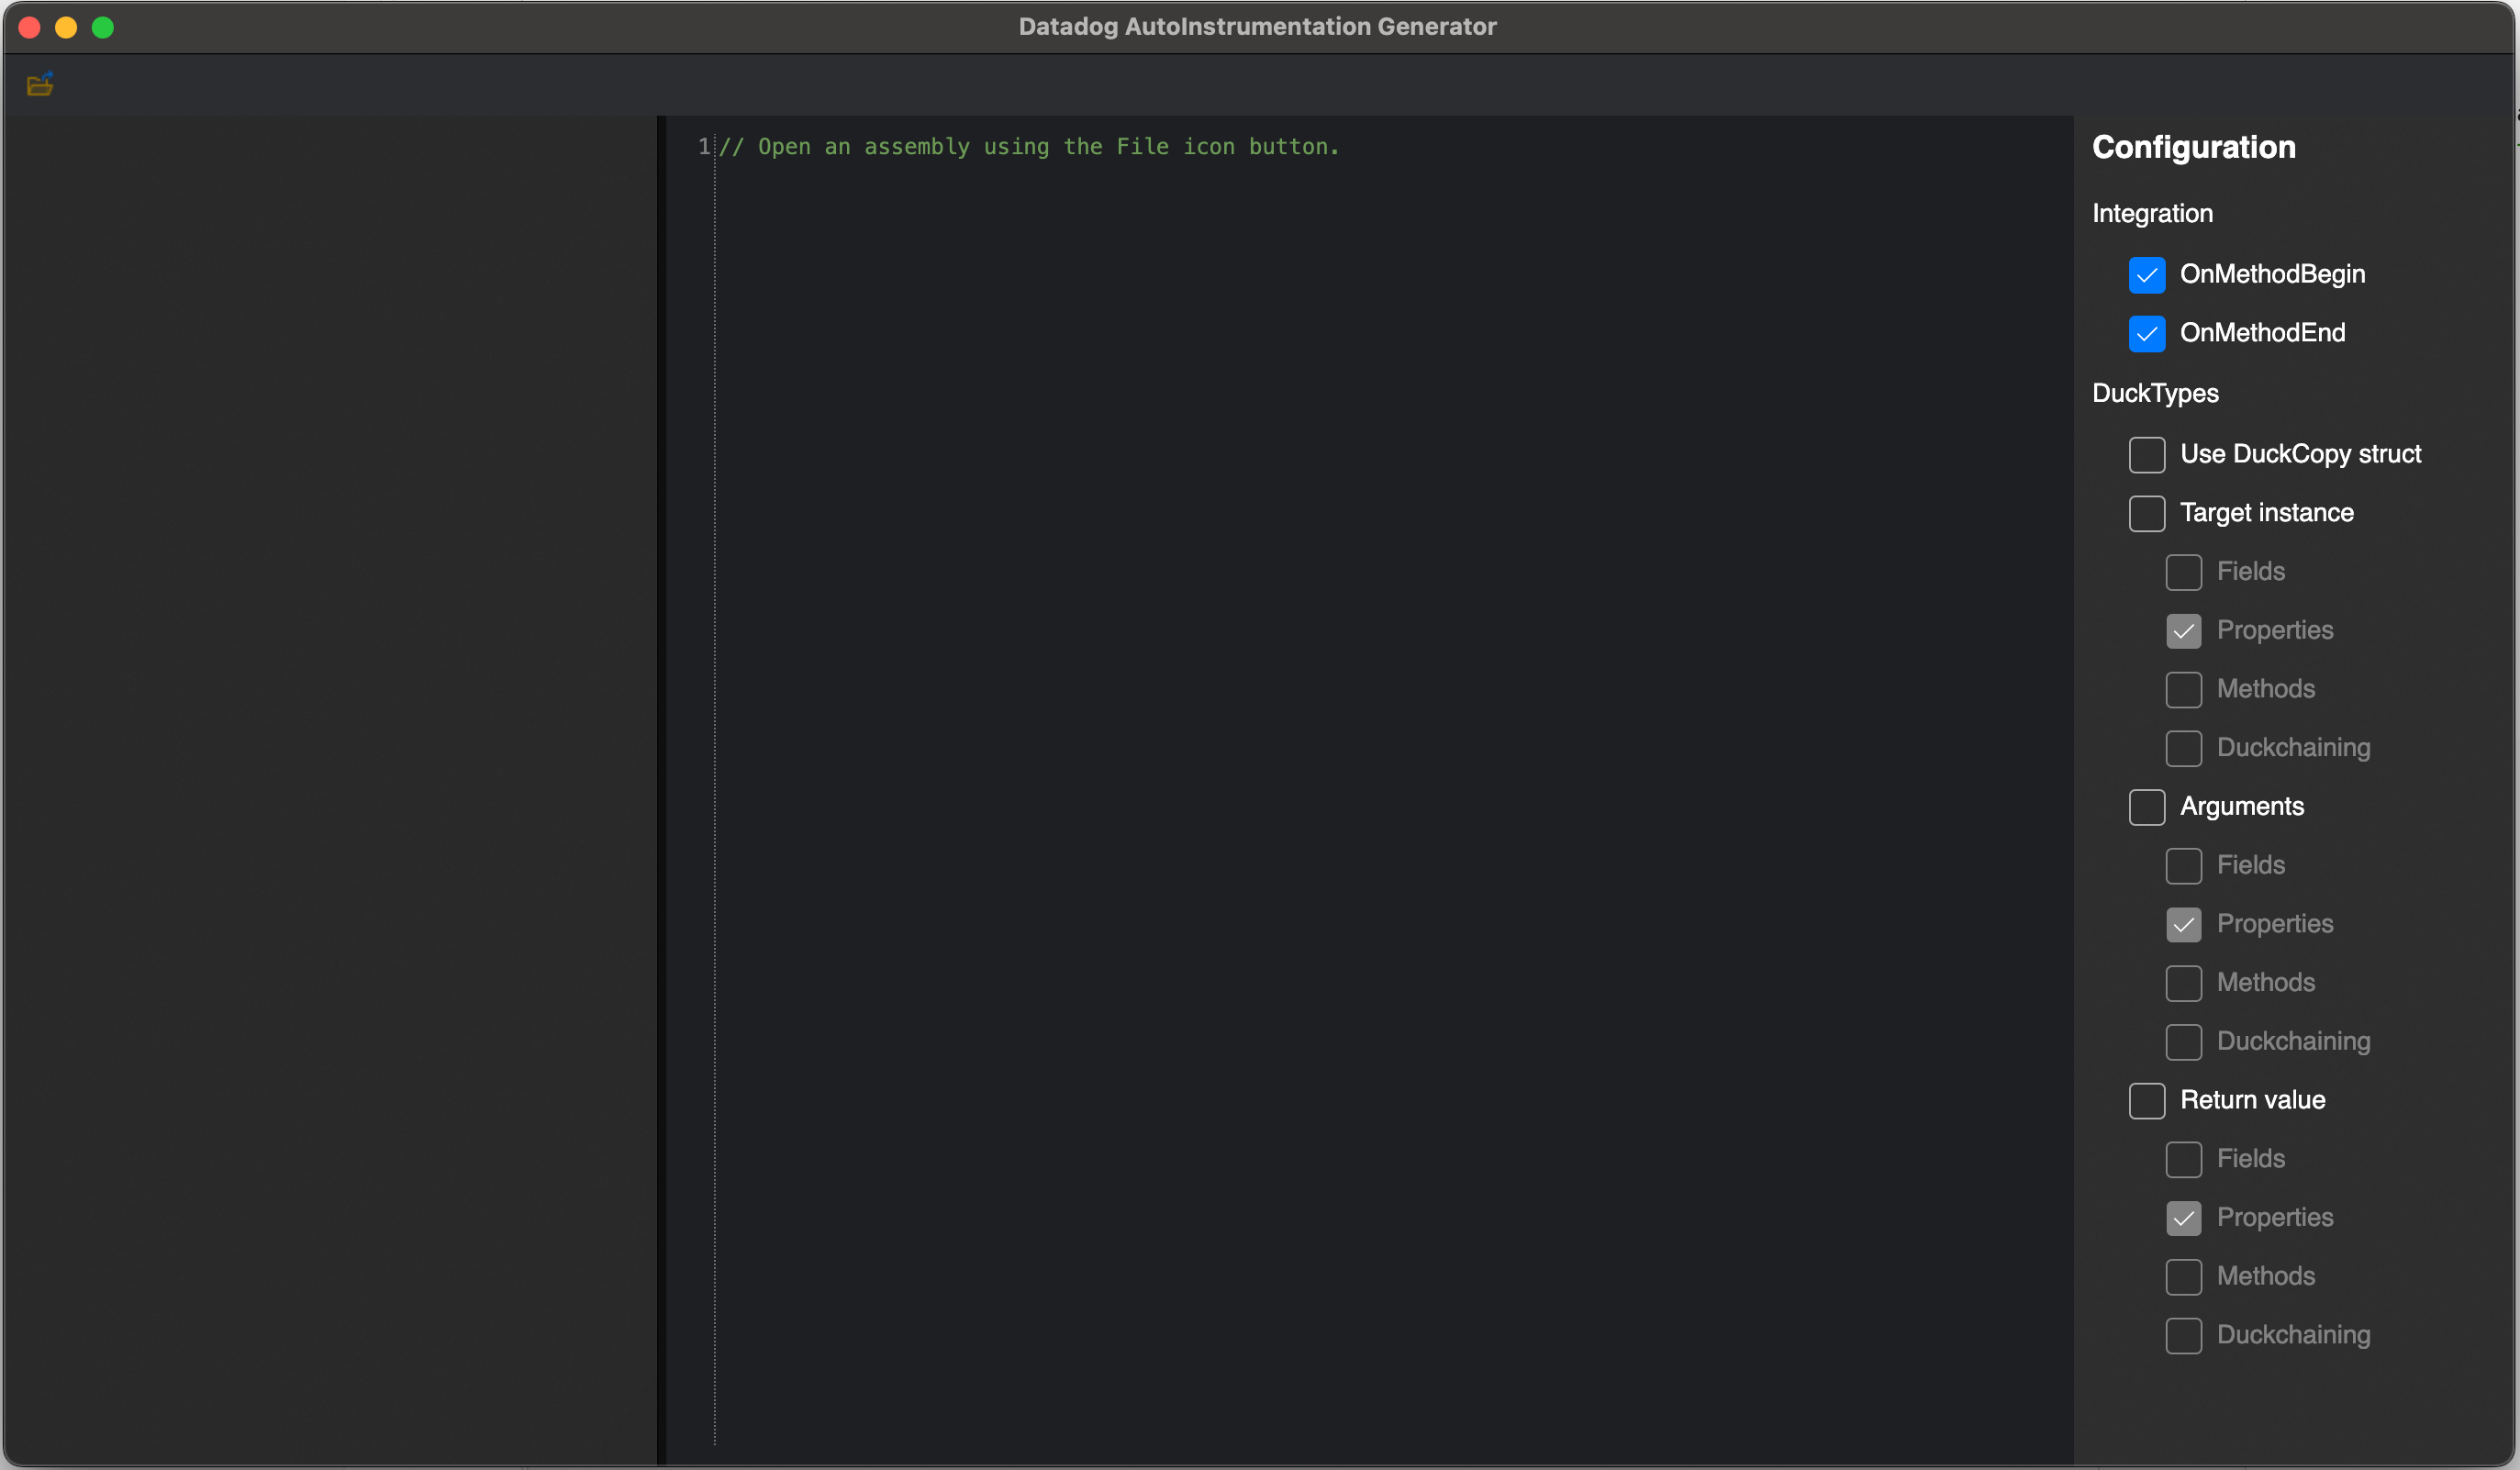 Datadog AutoInstrumentation Generator
1 // Open an assembly using the File icon button.
Configuration
Integration
OnMethodBegin
OnMethodEnd
DuckTypes
Use DuckCopy struct
Target instance
Fields
Properties
Methods
Duckchaining
Arguments
Fields
Properties
Methods
Duckchaining
Return value
Fields
Properties
Methods
Duckchaining